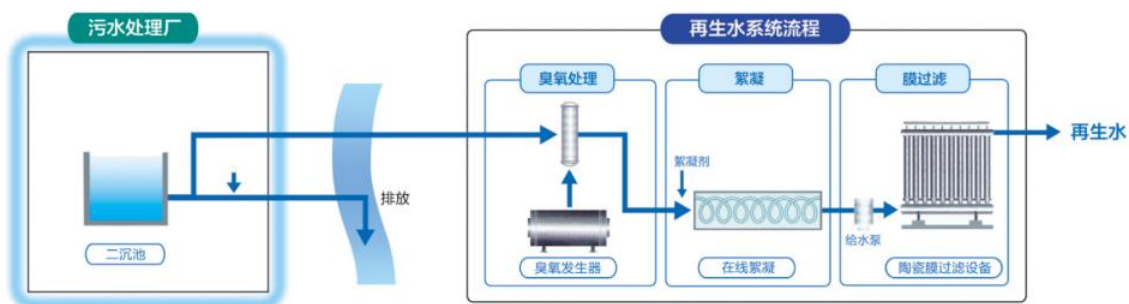 污水处理厂
二沉池
排放
再生水系统流程
臭氧处理
臭氧发生器
絮凝
絮凝剂
在线絮凝
膜过滤
给水泵
陶瓷膜过滤设备
再生水